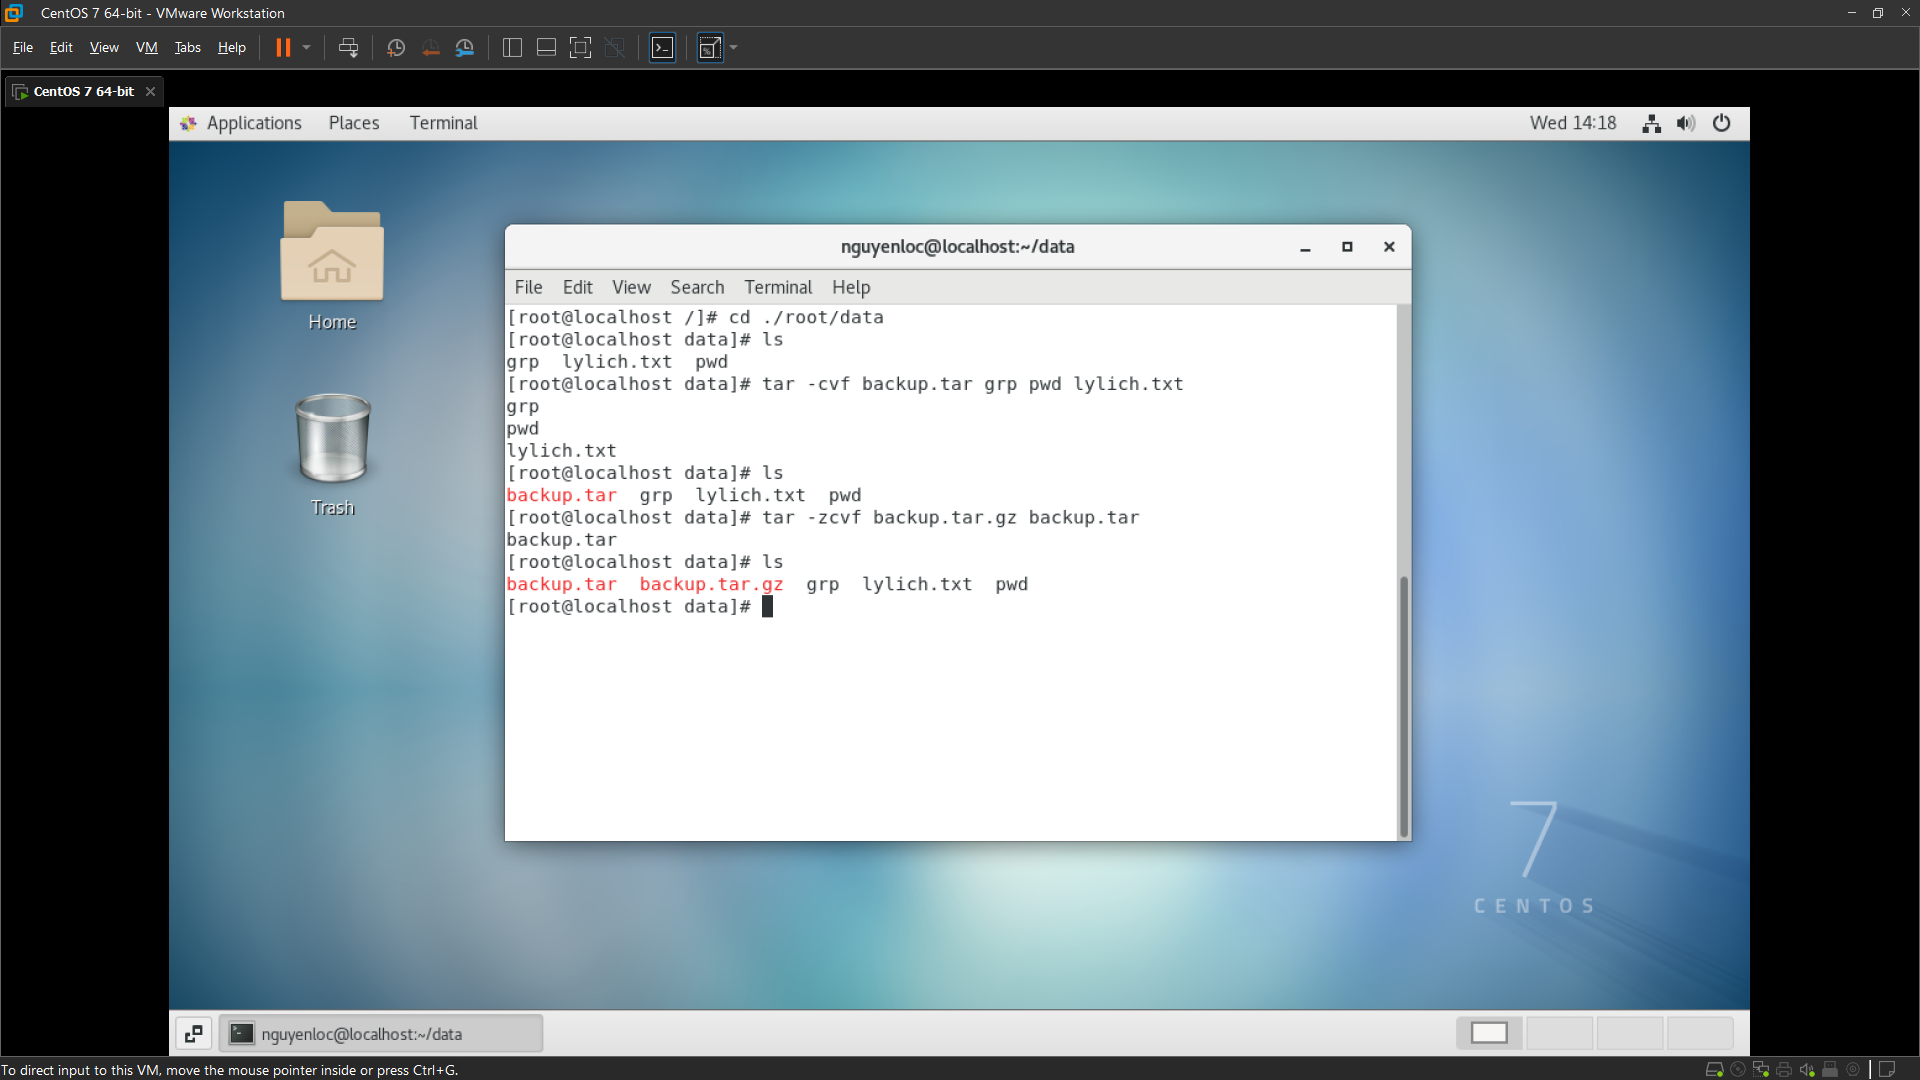 CentOS 7 64-bit - VMware Workstation
File Edit View VM Tabs Help
CentOS 7 64-bit
Applications Places Terminal Wed 14:18
Home
Trash
nguyenloc@localhost:~/data
File Edit View Search Terminal Help
[root@localhost /]# cd ./root/data
[root@localhost data]# ls
grp lylich.txt pwd
[root@localhost data]# tar -cvf backup.tar grp pwd lylich.txt
grp
pwd
lylich.txt
[root@localhost data]# ls
backup.tar grp lylich.txt pwd
[root@localhost data]# tar -zcvf backup.tar.gz backup.tar
backup.tar
[root@localhost data]# ls
backup.tar backup.tar.gz grp lylich.txt pwd
[root@localhost data]#
7
CENTOS
nguyenloc@localhost:~/data
To direct input to this VM, move the mouse pointer inside or press Ctrl+G.